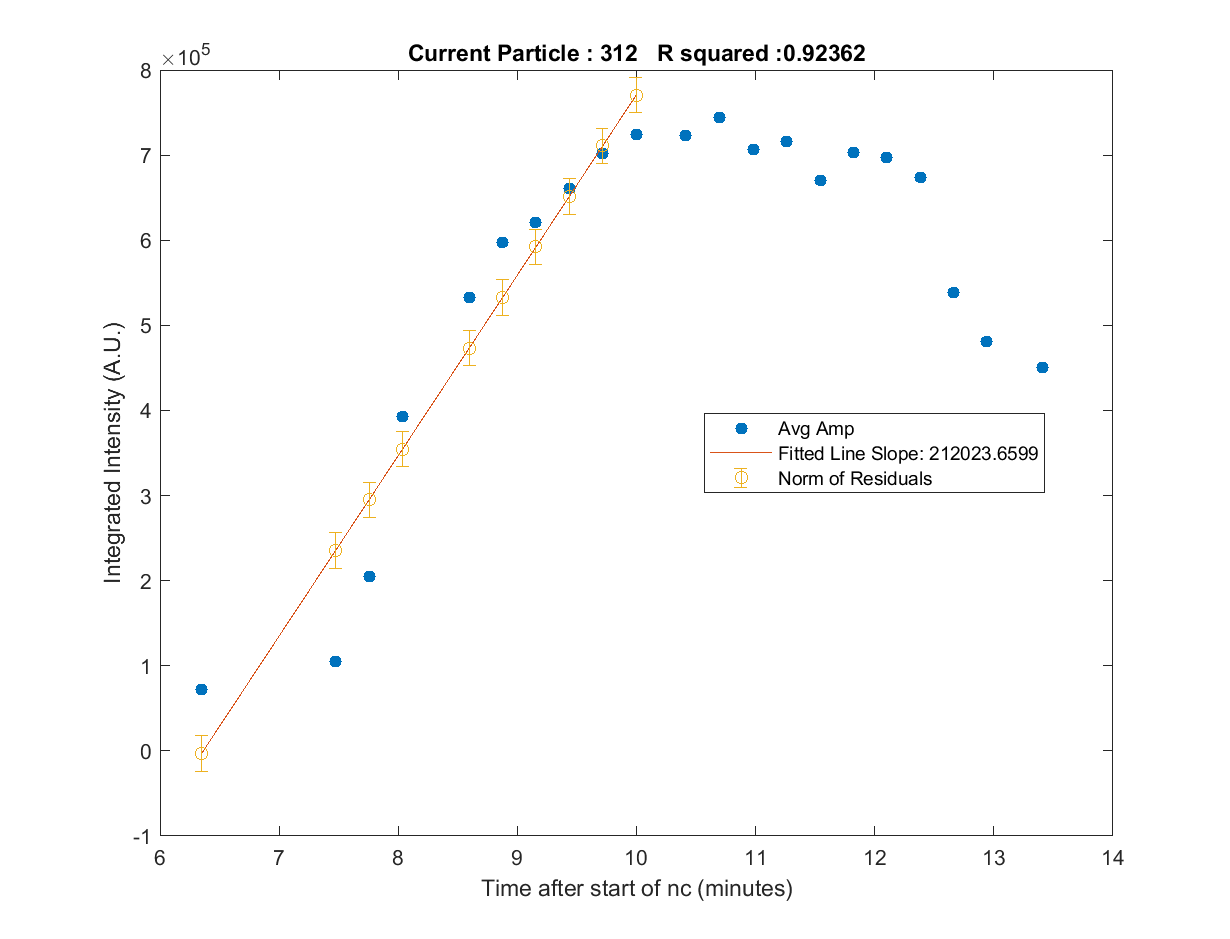 Current Particle : 312   R squared :0.92362
×10^5
8
7
6
5
4
3
2
1
0
-1
Integrated Intensity (A.U.)
Avg Amp
Fitted Line Slope: 212023.6599
Norm of Residuals
6 7 8 9 10 11 12 13 14
Time after start of nc (minutes)